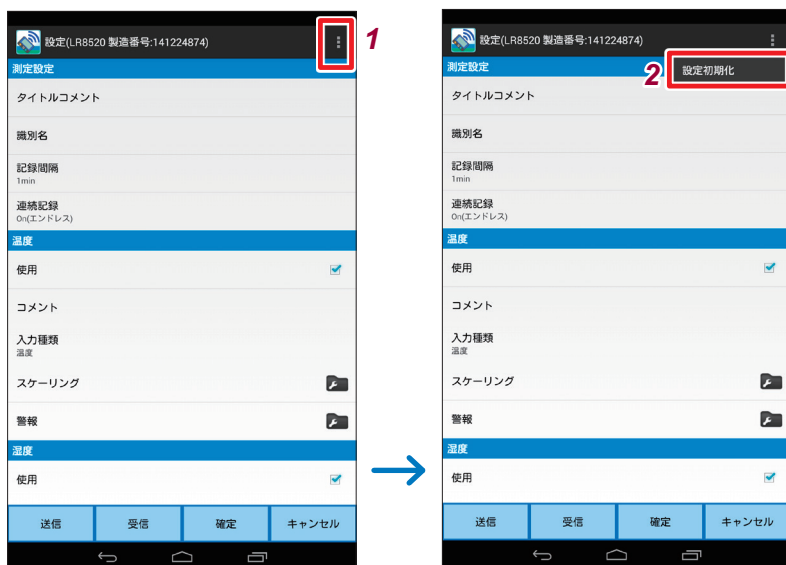 設定(LR8520 製造番号:141224874)
1
測定設定
タイトルコメント
識別名
記録間隔
1min
連続記録
On(エンドレス)
温度
使用
コメント
入力種類
温度
スケーリング
警報
湿度
使用
送信 受信 確定 キャンセル
設定(LR8520 製造番号:141224874)
測定設定
2 設定初期化
タイトルコメント
識別名
記録間隔
1min
連続記録
On(エンドレス)
温度
使用
コメント
入力種類
温度
スケーリング
警報
湿度
使用
送信 受信 確定 キャンセル